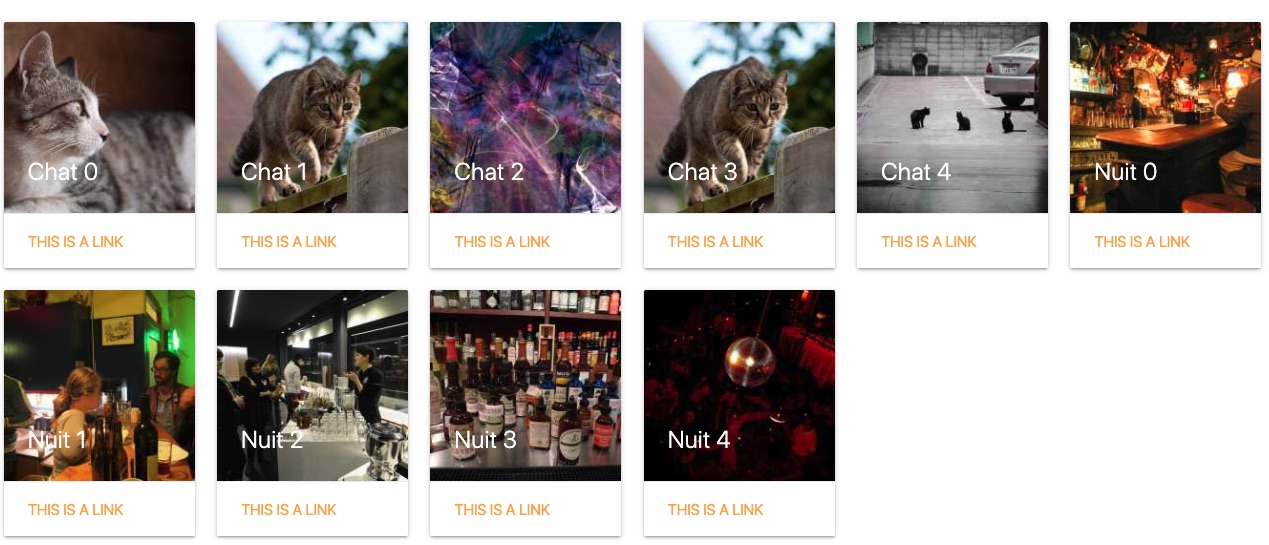 Chat 0
Chat 1
Chat 2
Chat 3
Chat 4
Nuit 0
THIS IS A LINK
THIS IS A LINK
THIS IS A LINK
THIS IS A LINK
THIS IS A LINK
THIS IS A LINK
Nuit 1
Nuit 2
Nuit 3
Nuit 4
THIS IS A LINK
THIS IS A LINK
THIS IS A LINK
THIS IS A LINK